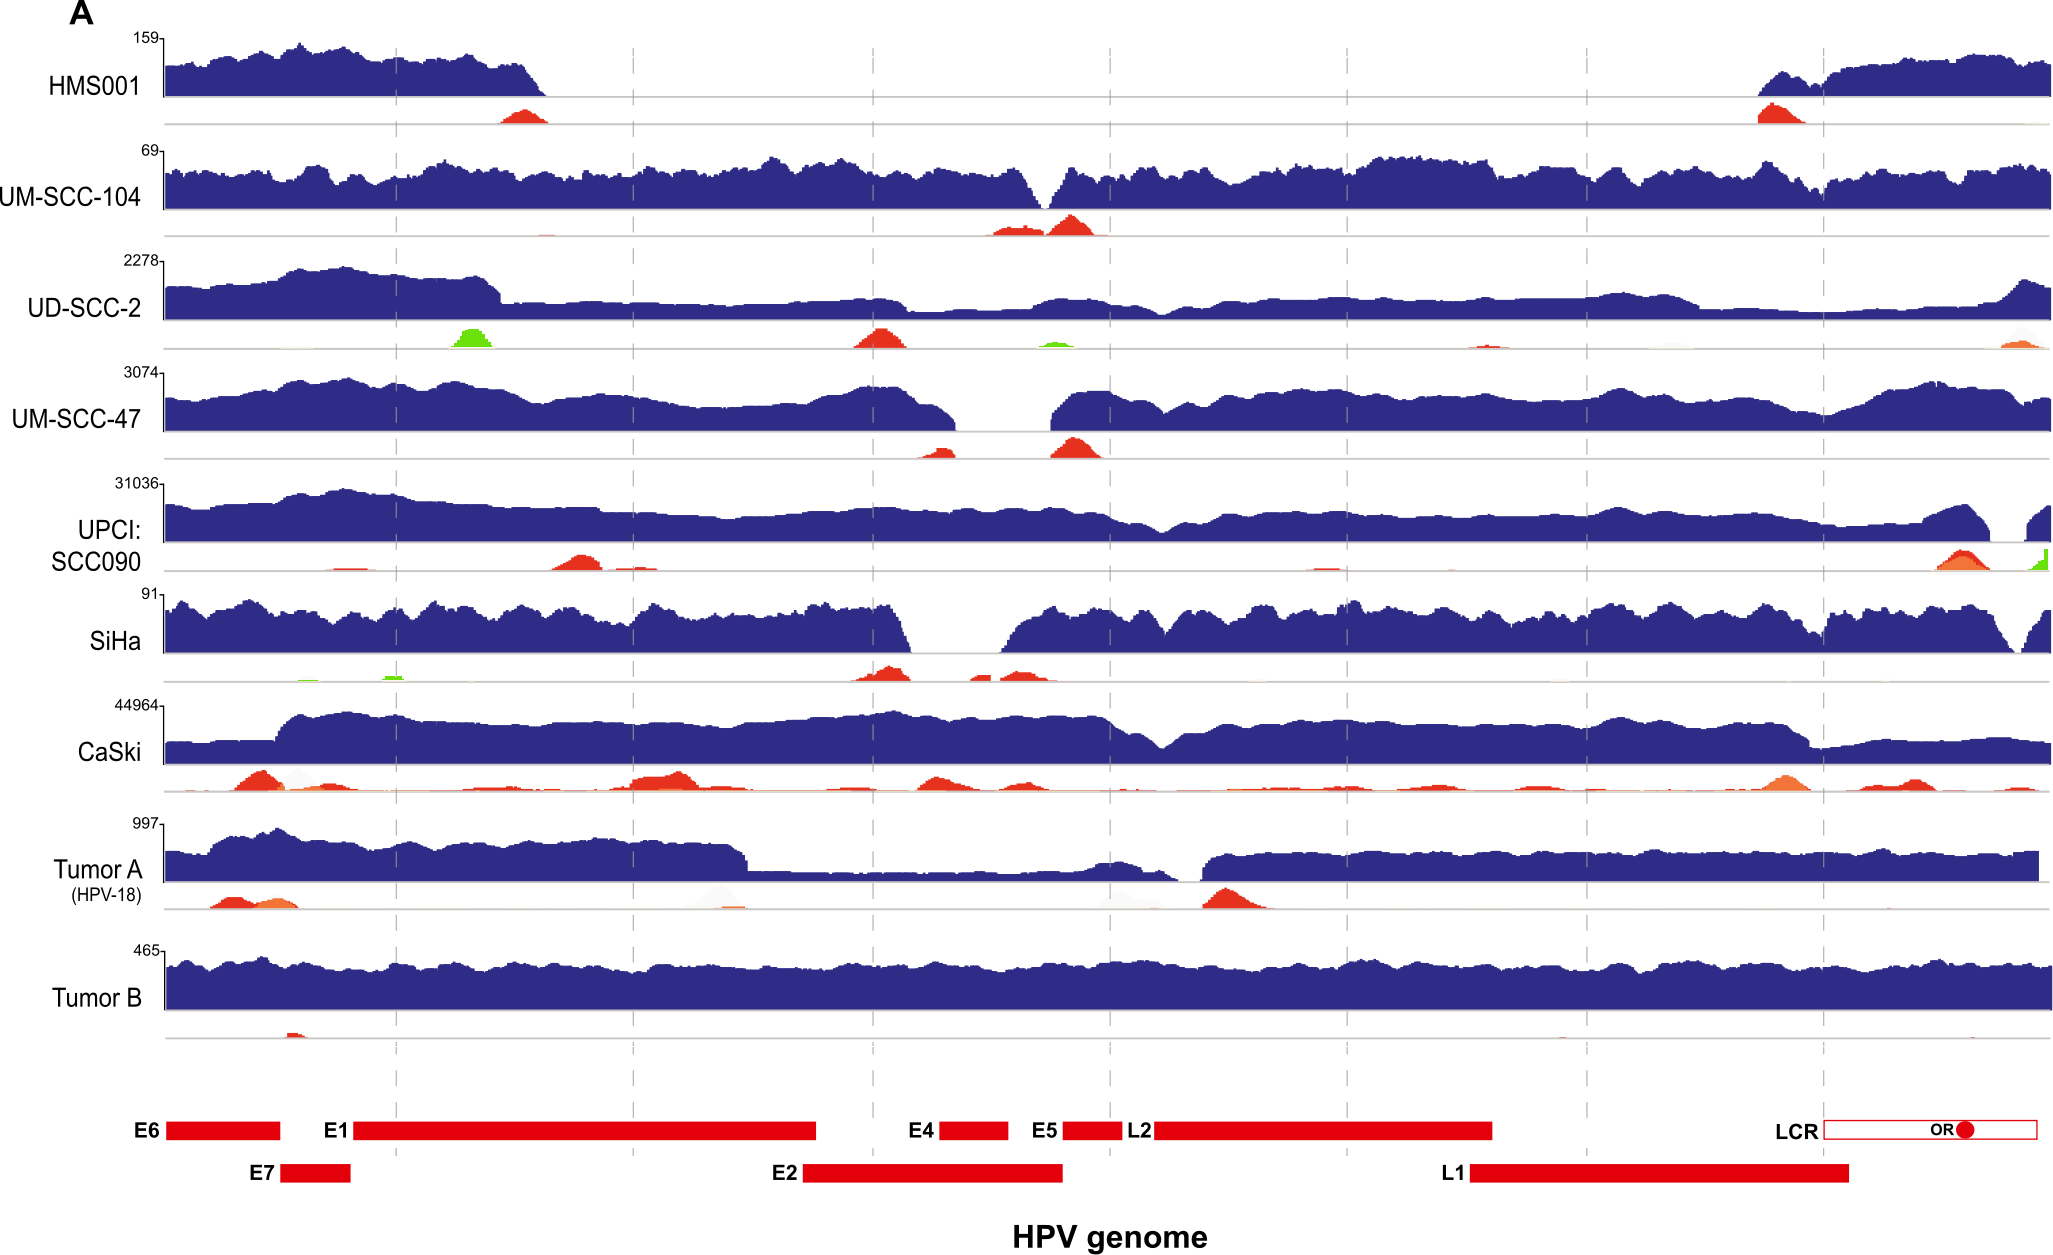 A
159
HMS001
69
UM-SCC-104
2278
UD-SCC-2
3074
UM-SCC-47
31036
UPCI:
SCC090
91
SiHa
44964
CaSki
997
Tumor A
(HPV-18)
465
Tumor B
E6 E1 E4 E5 L2 LCR OR
E7 E2 L1
HPV genome